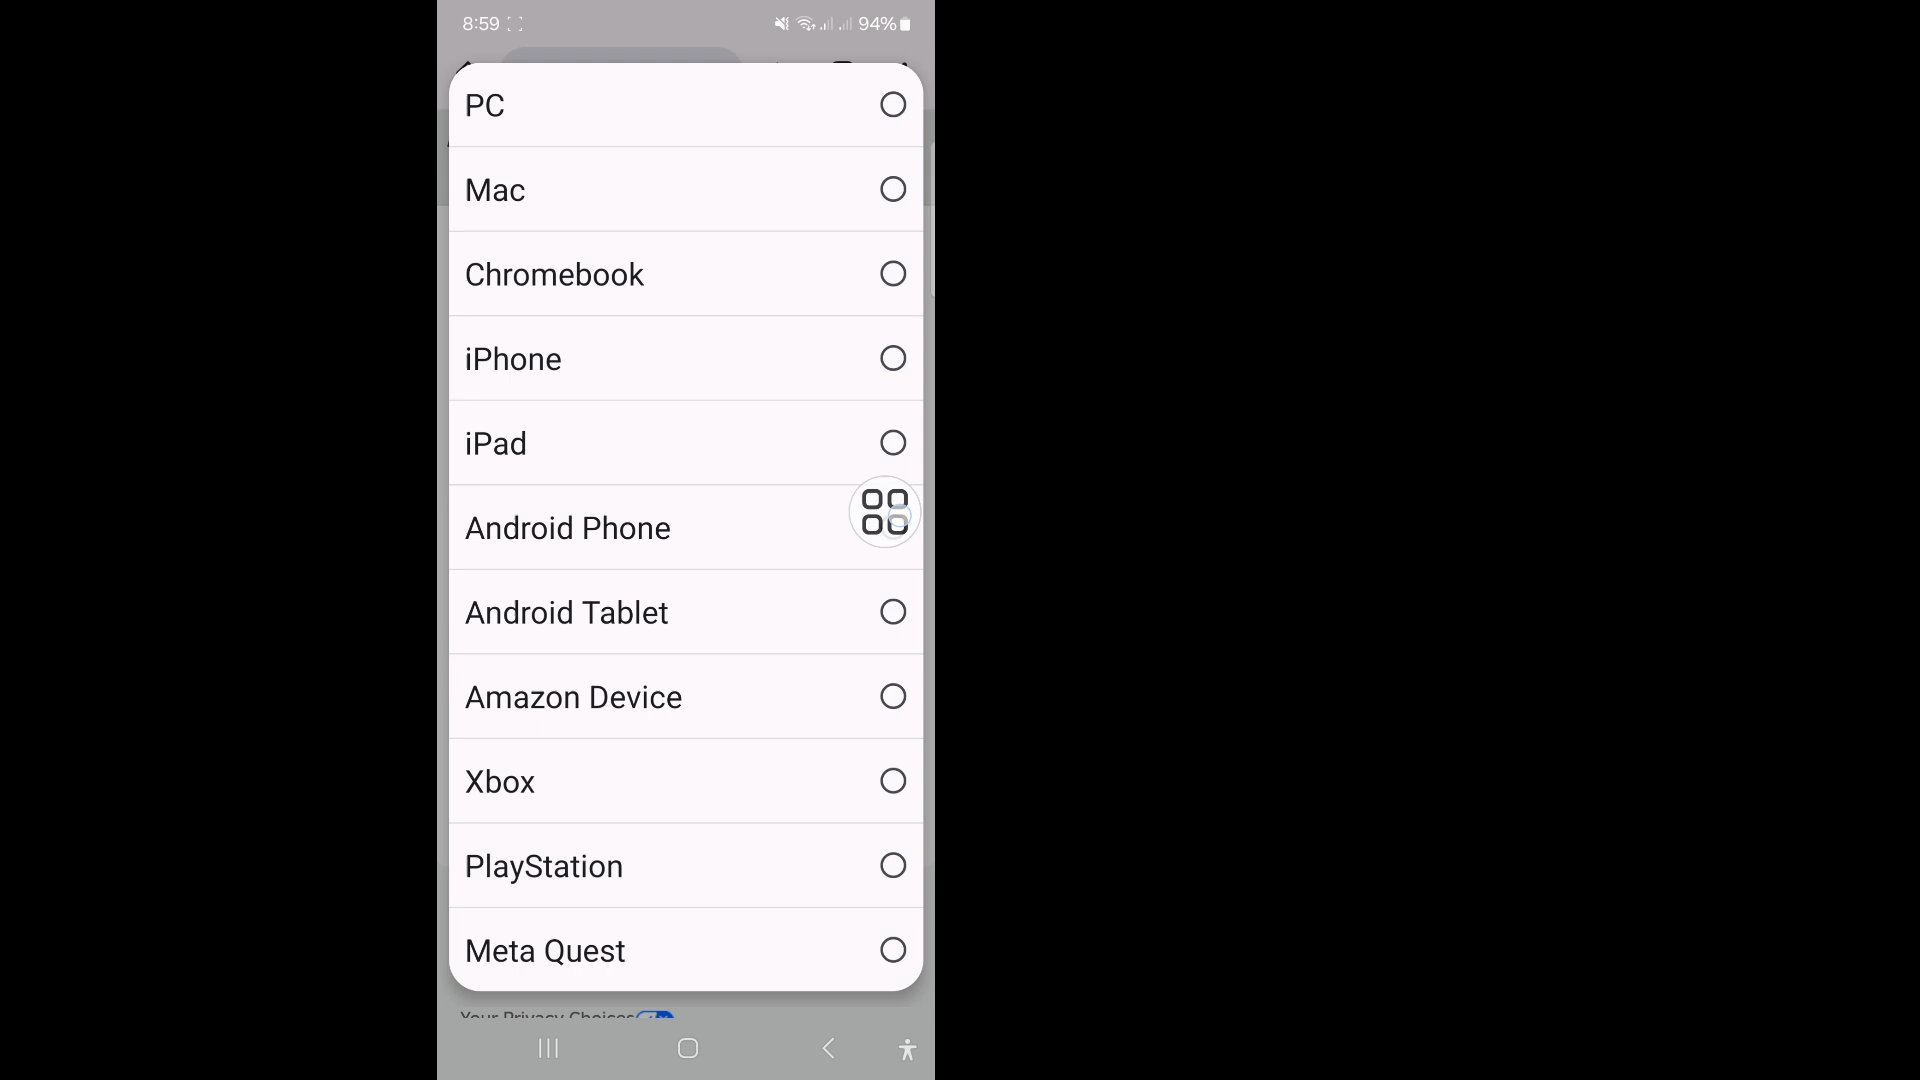 8:59 94%
PC
Mac
Chromebook
iPhone
iPad
Android Phone
Android Tablet
Amazon Device
Xbox
PlayStation
Meta Quest
Your Privacy Choices